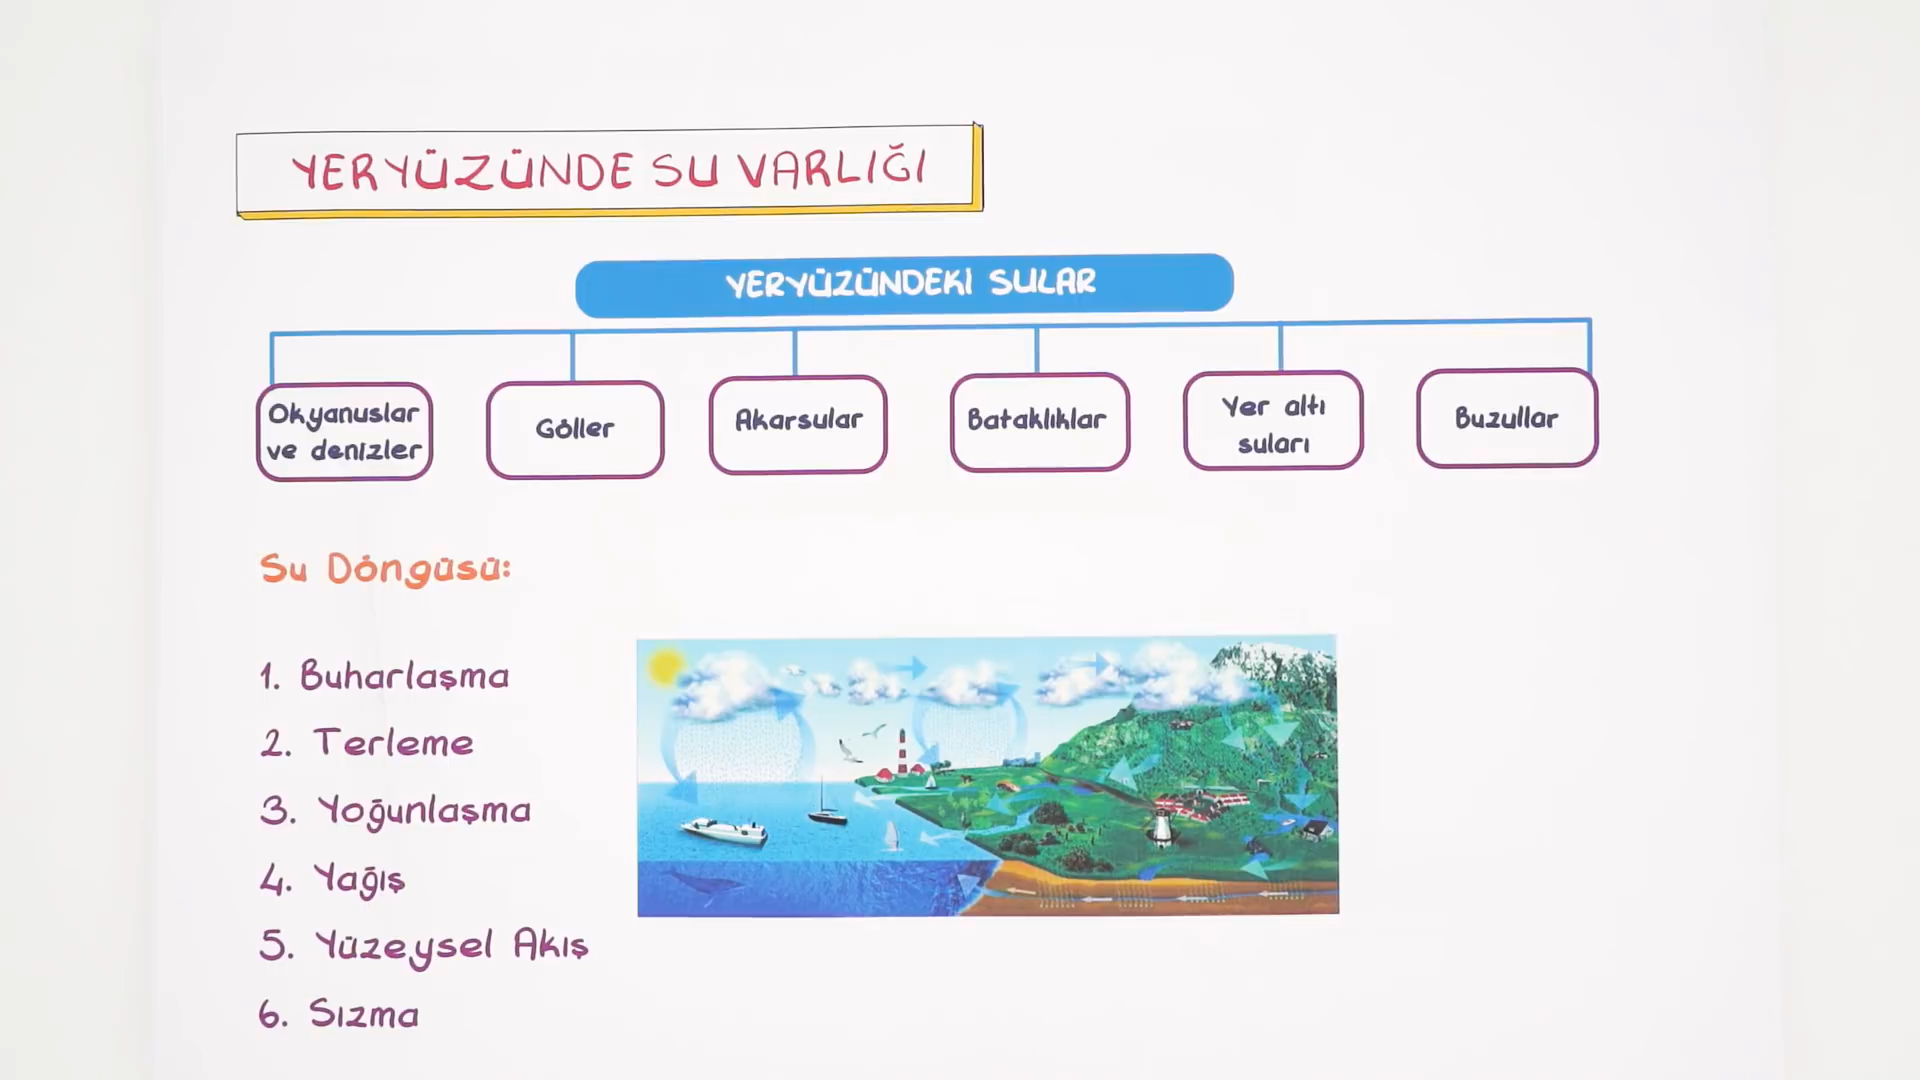 YERYÜZÜNDE SU VARLIĞI
YERYÜZÜNDEKİ SULAR
Okyanuslar
ve denizler
Göller
Akarsular
Bataklıklar
Yer altı
suları
Buzullar
Su Döngüsü:
1. Buharlaşma
2. Terleme
3. Yoğunlaşma
4. Yağış
5. Yüzeysel Akış
6. Sızma